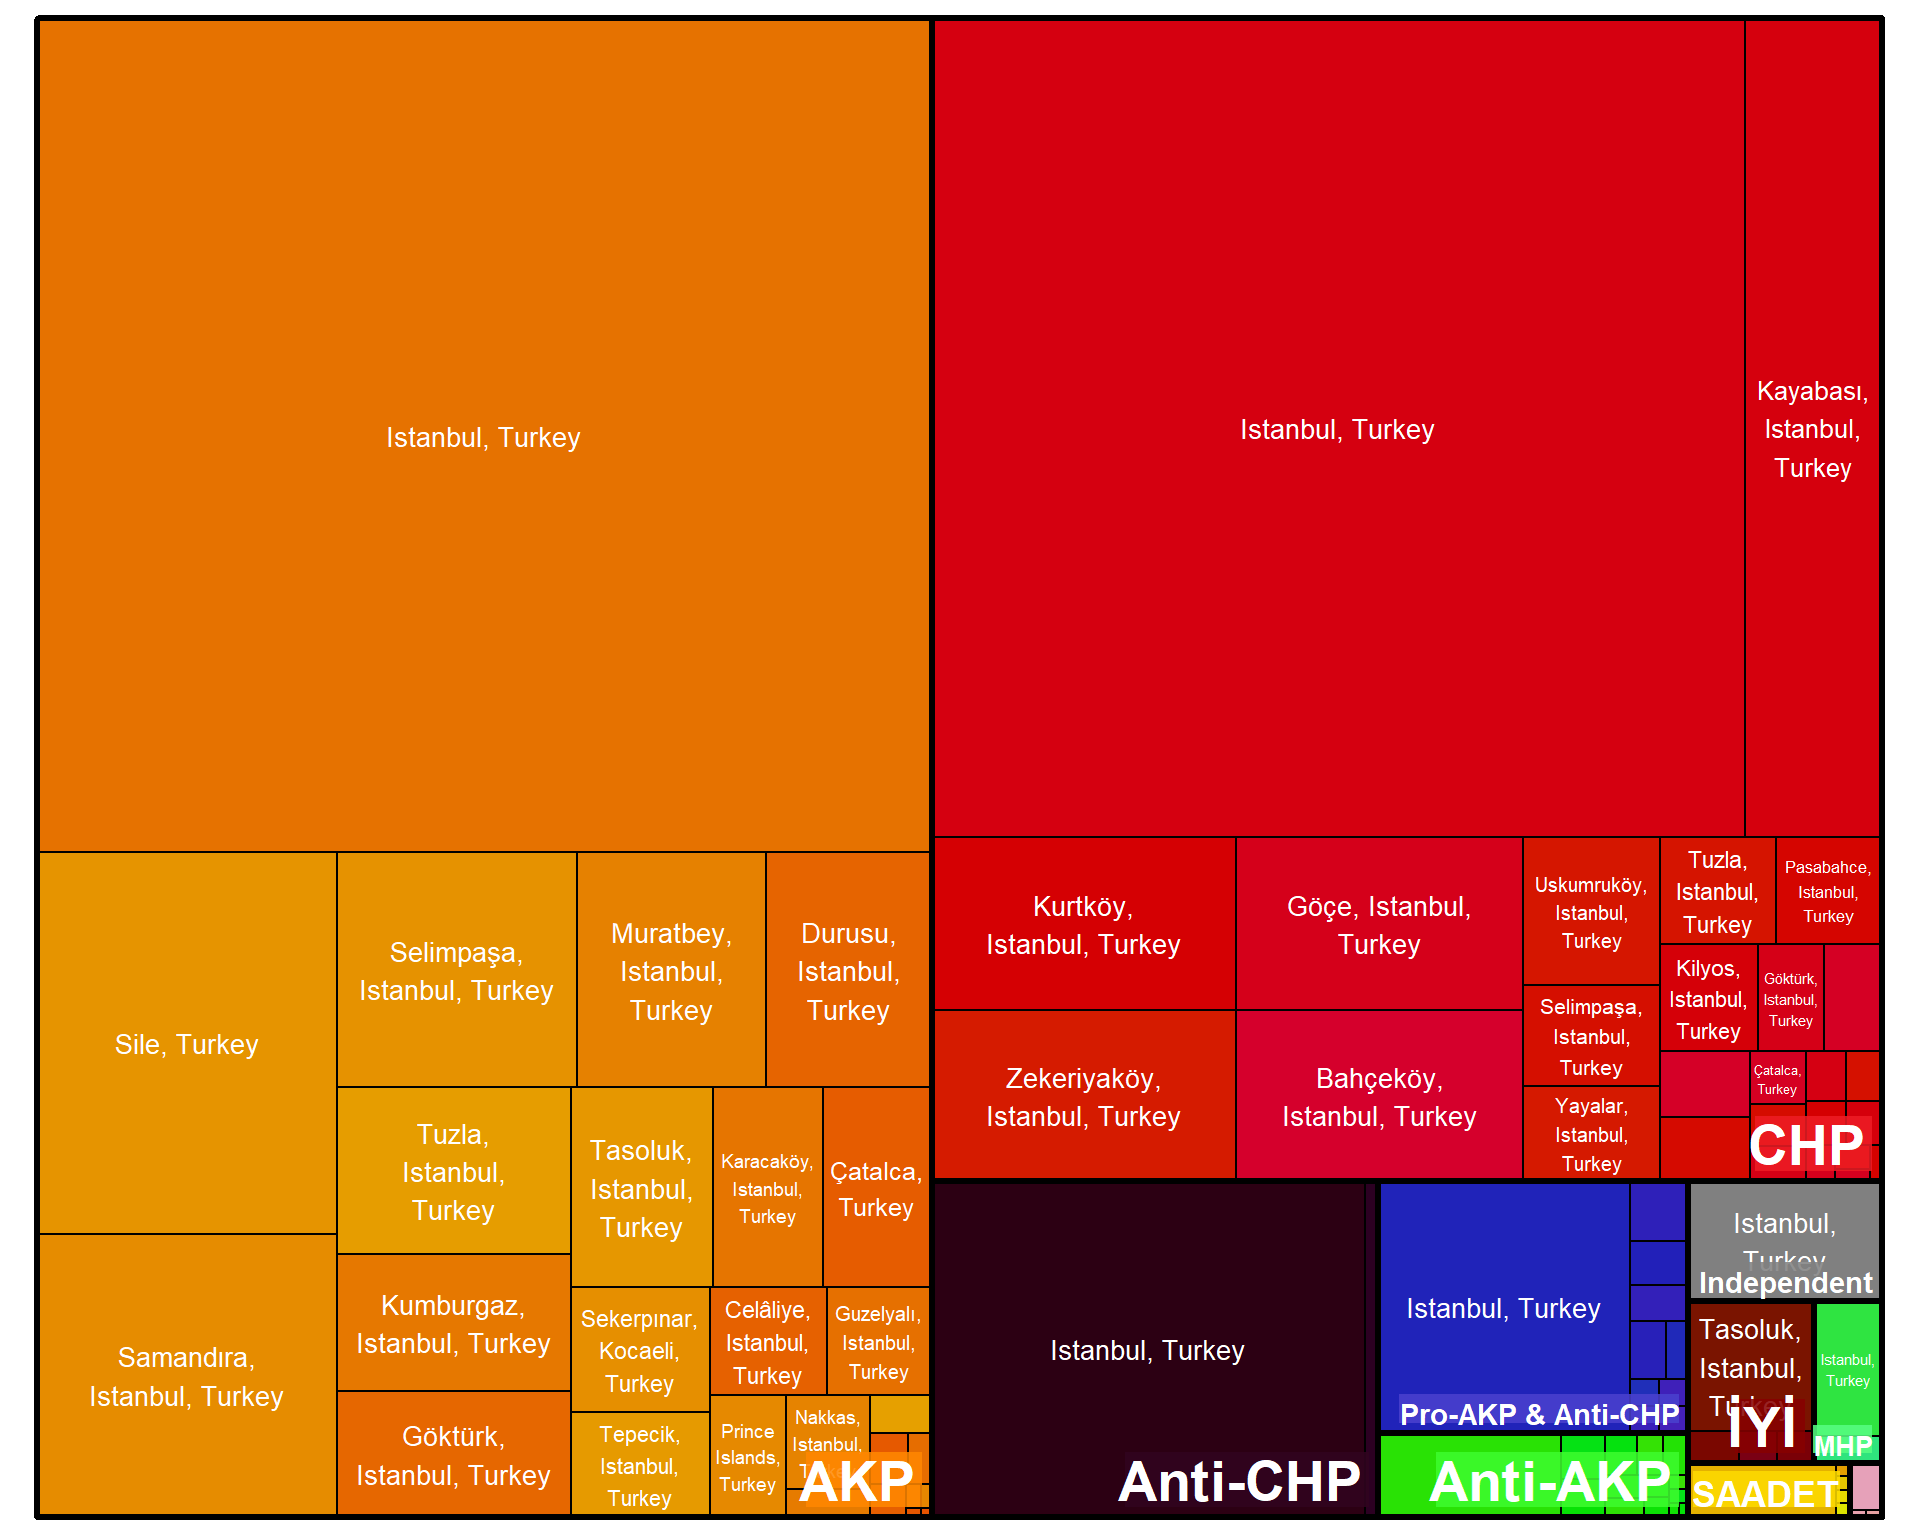 Istanbul, Turkey
Sile, Turkey
Samandıra,
Istanbul, Turkey
Selimpaşa,
Istanbul, Turkey
Muratbey,
Istanbul,
Turkey
Durusu,
Istanbul,
Turkey
Tuzla,
Istanbul,
Turkey
Kumburgaz,
Istanbul, Turkey
Göktürk,
Istanbul, Turkey
Tasoluk,
Istanbul,
Turkey
Karacaköy,
Istanbul,
Turkey
Çatalca,
Turkey
Sekerpınar,
Kocaeli,
Turkey
Tepecik,
Istanbul,
Turkey
Celâliye,
Istanbul,
Turkey
Guzelyalı,
Istanbul,
Turkey
Prince
Islands,
Turkey
Nakkas,
Istanbul,
AKP
Istanbul, Turkey
Kayabası,
Istanbul,
Turkey
Kurtköy,
Istanbul, Turkey
Göçe, Istanbul,
Turkey
Zekeriyaköy,
Istanbul, Turkey
Bahçeköy,
Istanbul, Turkey
Uskumruköy,
Istanbul,
Turkey
Selimpaşa,
Istanbul,
Turkey
Yayalar,
Istanbul,
Turkey
Tuzla,
Istanbul,
Turkey
Pasabahce,
Istanbul,
Turkey
Kilyos,
Istanbul,
Turkey
Göktürk,
Istanbul,
Turkey
Çatalca,
Turkey
CHP
Istanbul, Turkey
Anti-CHP
Istanbul, Turkey
Pro-AKP & Anti-CHP
Anti-AKP
Istanbul,
Turkey
Independent
Tasoluk,
Istanbul,
Turkey
İYİ
Istanbul,
Turkey
MHP
SAADET